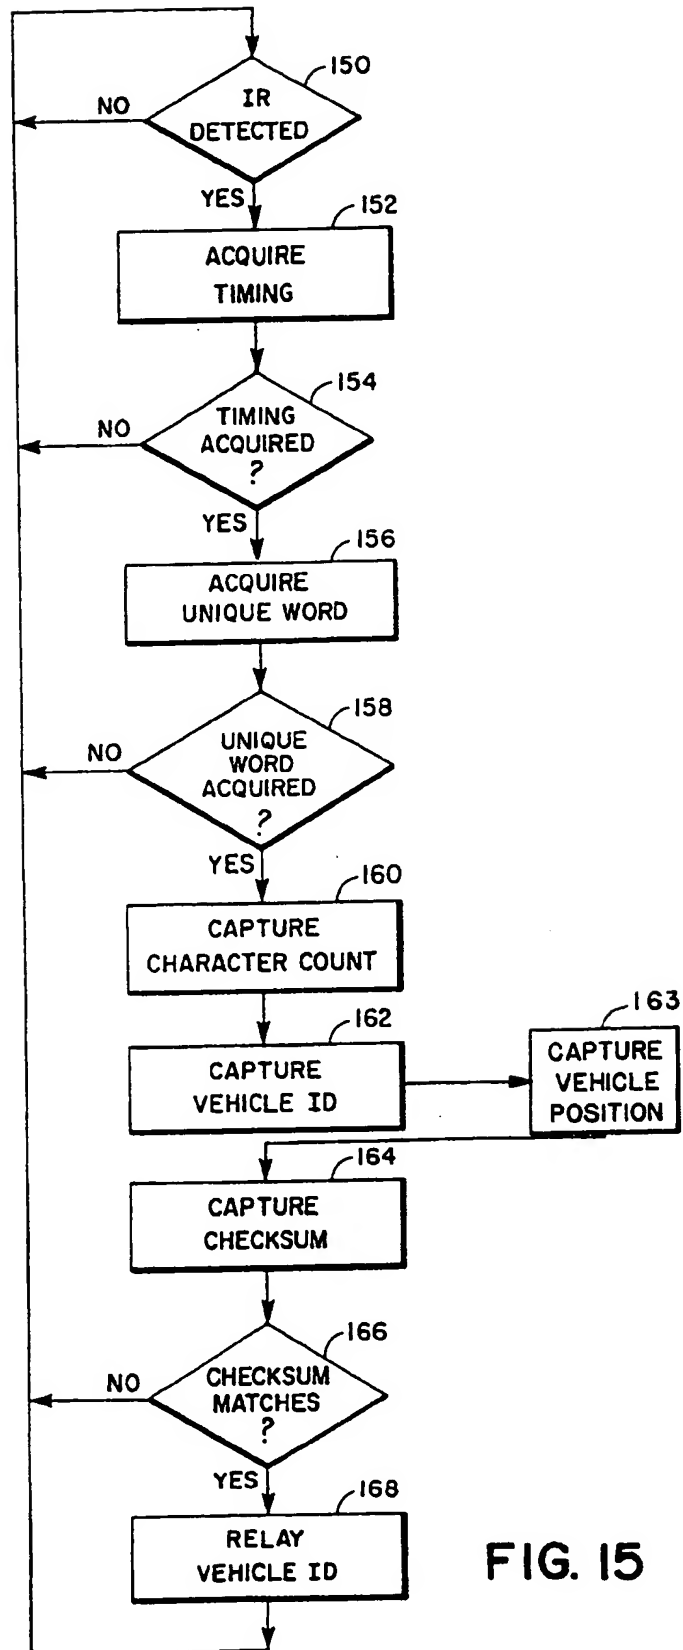 150
IR
DETECTED
NO
YES
152
ACQUIRE
TIMING
154
TIMING
ACQUIRED
?
NO
YES
156
ACQUIRE
UNIQUE WORD
158
UNIQUE
WORD
ACQUIRED
?
NO
YES
160
CAPTURE
CHARACTER COUNT
162
CAPTURE
VEHICLE ID
163
CAPTURE
VEHICLE
POSITION
164
CAPTURE
CHECKSUM
166
CHECKSUM
MATCHES
?
NO
YES
168
RELAY
VEHICLE ID
FIG. 15